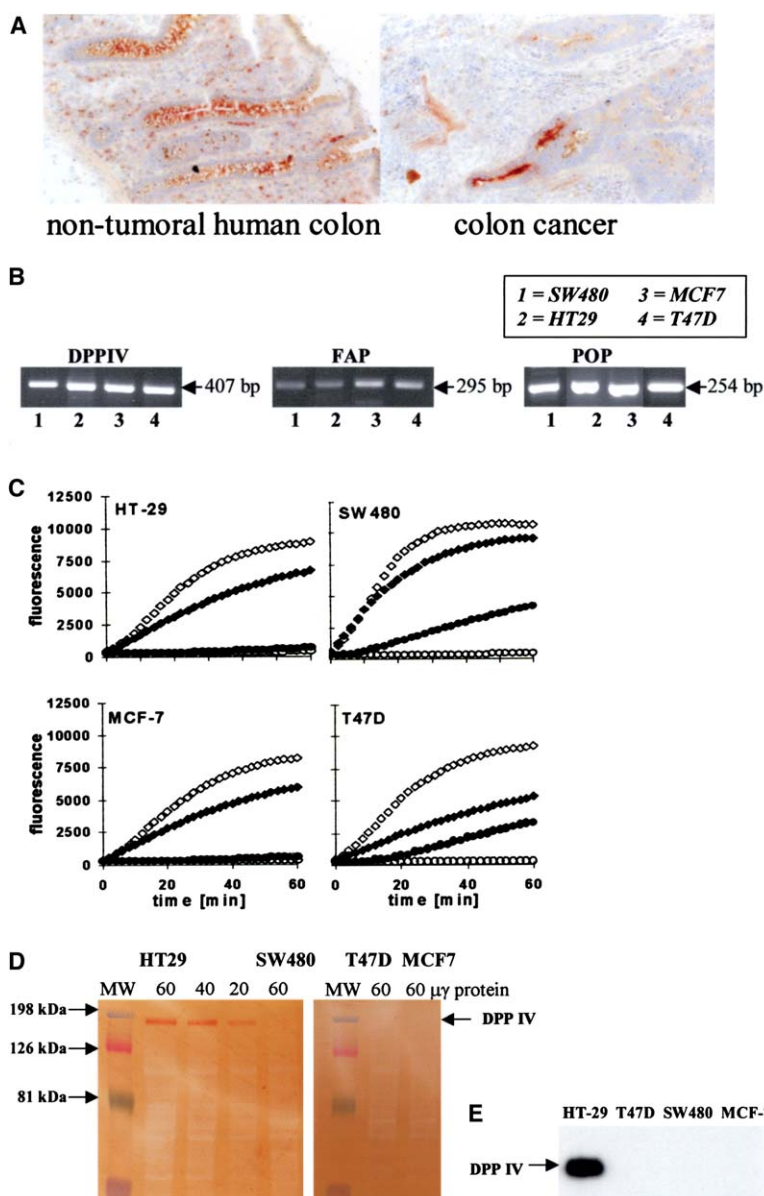 A
non-tumoral human colon colon cancer
B
1 = SW480 3 = MCF7
2 = HT29 4 = T47D
DPPIV FAP POP
407 bp 295 bp 254 bp
1 2 3 4 1 2 3 4 1 2 3 4
C
HT-29 SW 480
12500
10000
7500
5000
2500
0
fluorescence
MCF-7 T47D
12500
10000
7500
5000
2500
0
fluorescence
0 20 40 60 0 20 40 60
time [min] time [min]
D
HT29 SW480 T47D MCF7
MW 60 40 20 60 MW 60 60 μγ protein
198 kDa DPP IV
126 kDa
81 kDa
E
HT-29 T47D SW480 MCF-
DPP IV